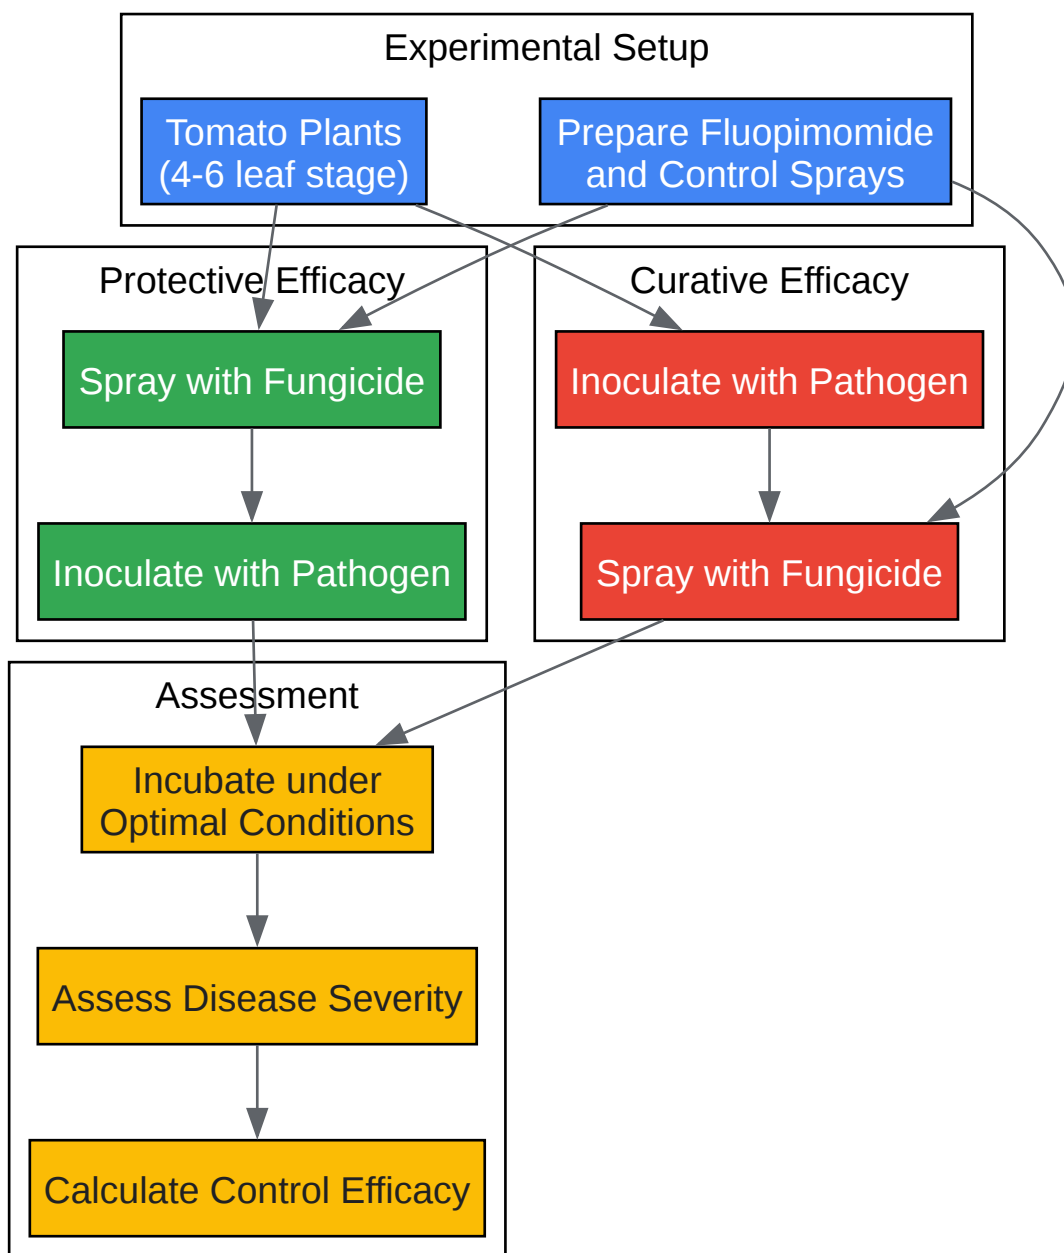 Experimental Setup
Tomato Plants
(4-6 leaf stage)
Prepare Fluopimomide
and Control Sprays
Protective Efficacy
Spray with Fungicide
Inoculate with Pathogen
Curative Efficacy
Inoculate with Pathogen
Spray with Fungicide
Assessment
Incubate under
Optimal Conditions
Assess Disease Severity
Calculate Control Efficacy